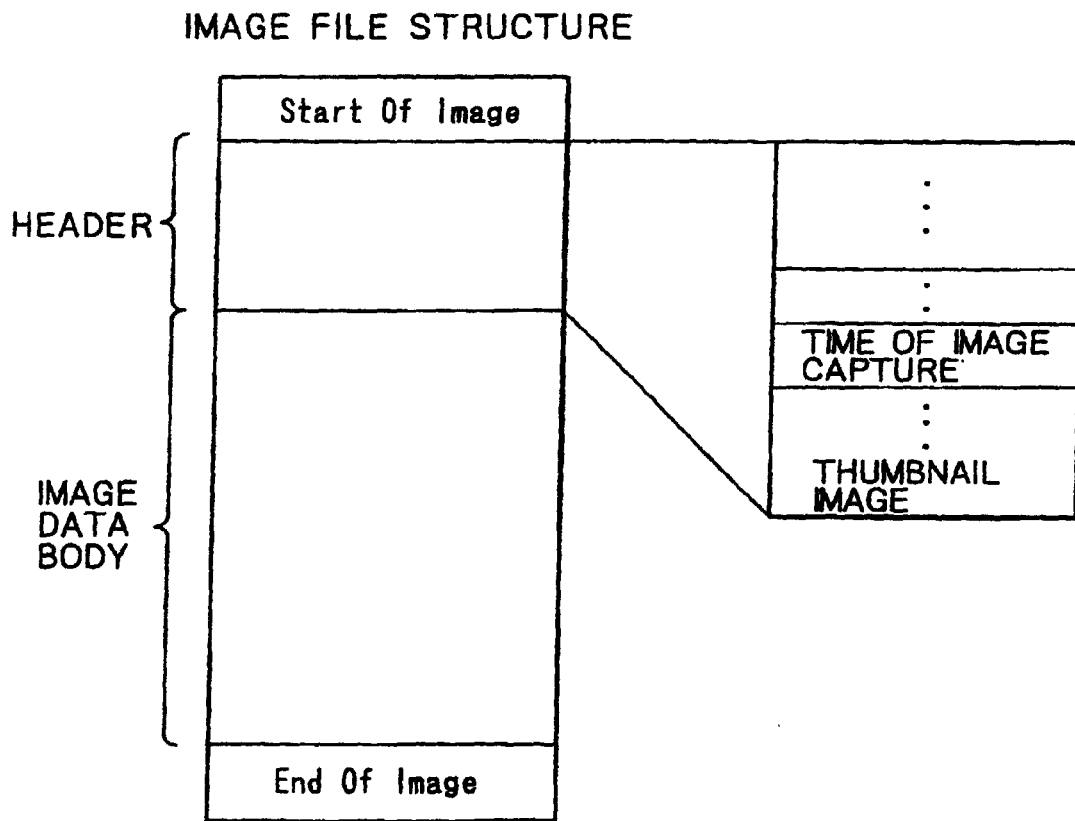 IMAGE FILE STRUCTURE
Start Of Image
HEADER
TIME OF IMAGE
CAPTURE
THUMBNAIL
IMAGE
IMAGE
DATA
BODY
End Of Image